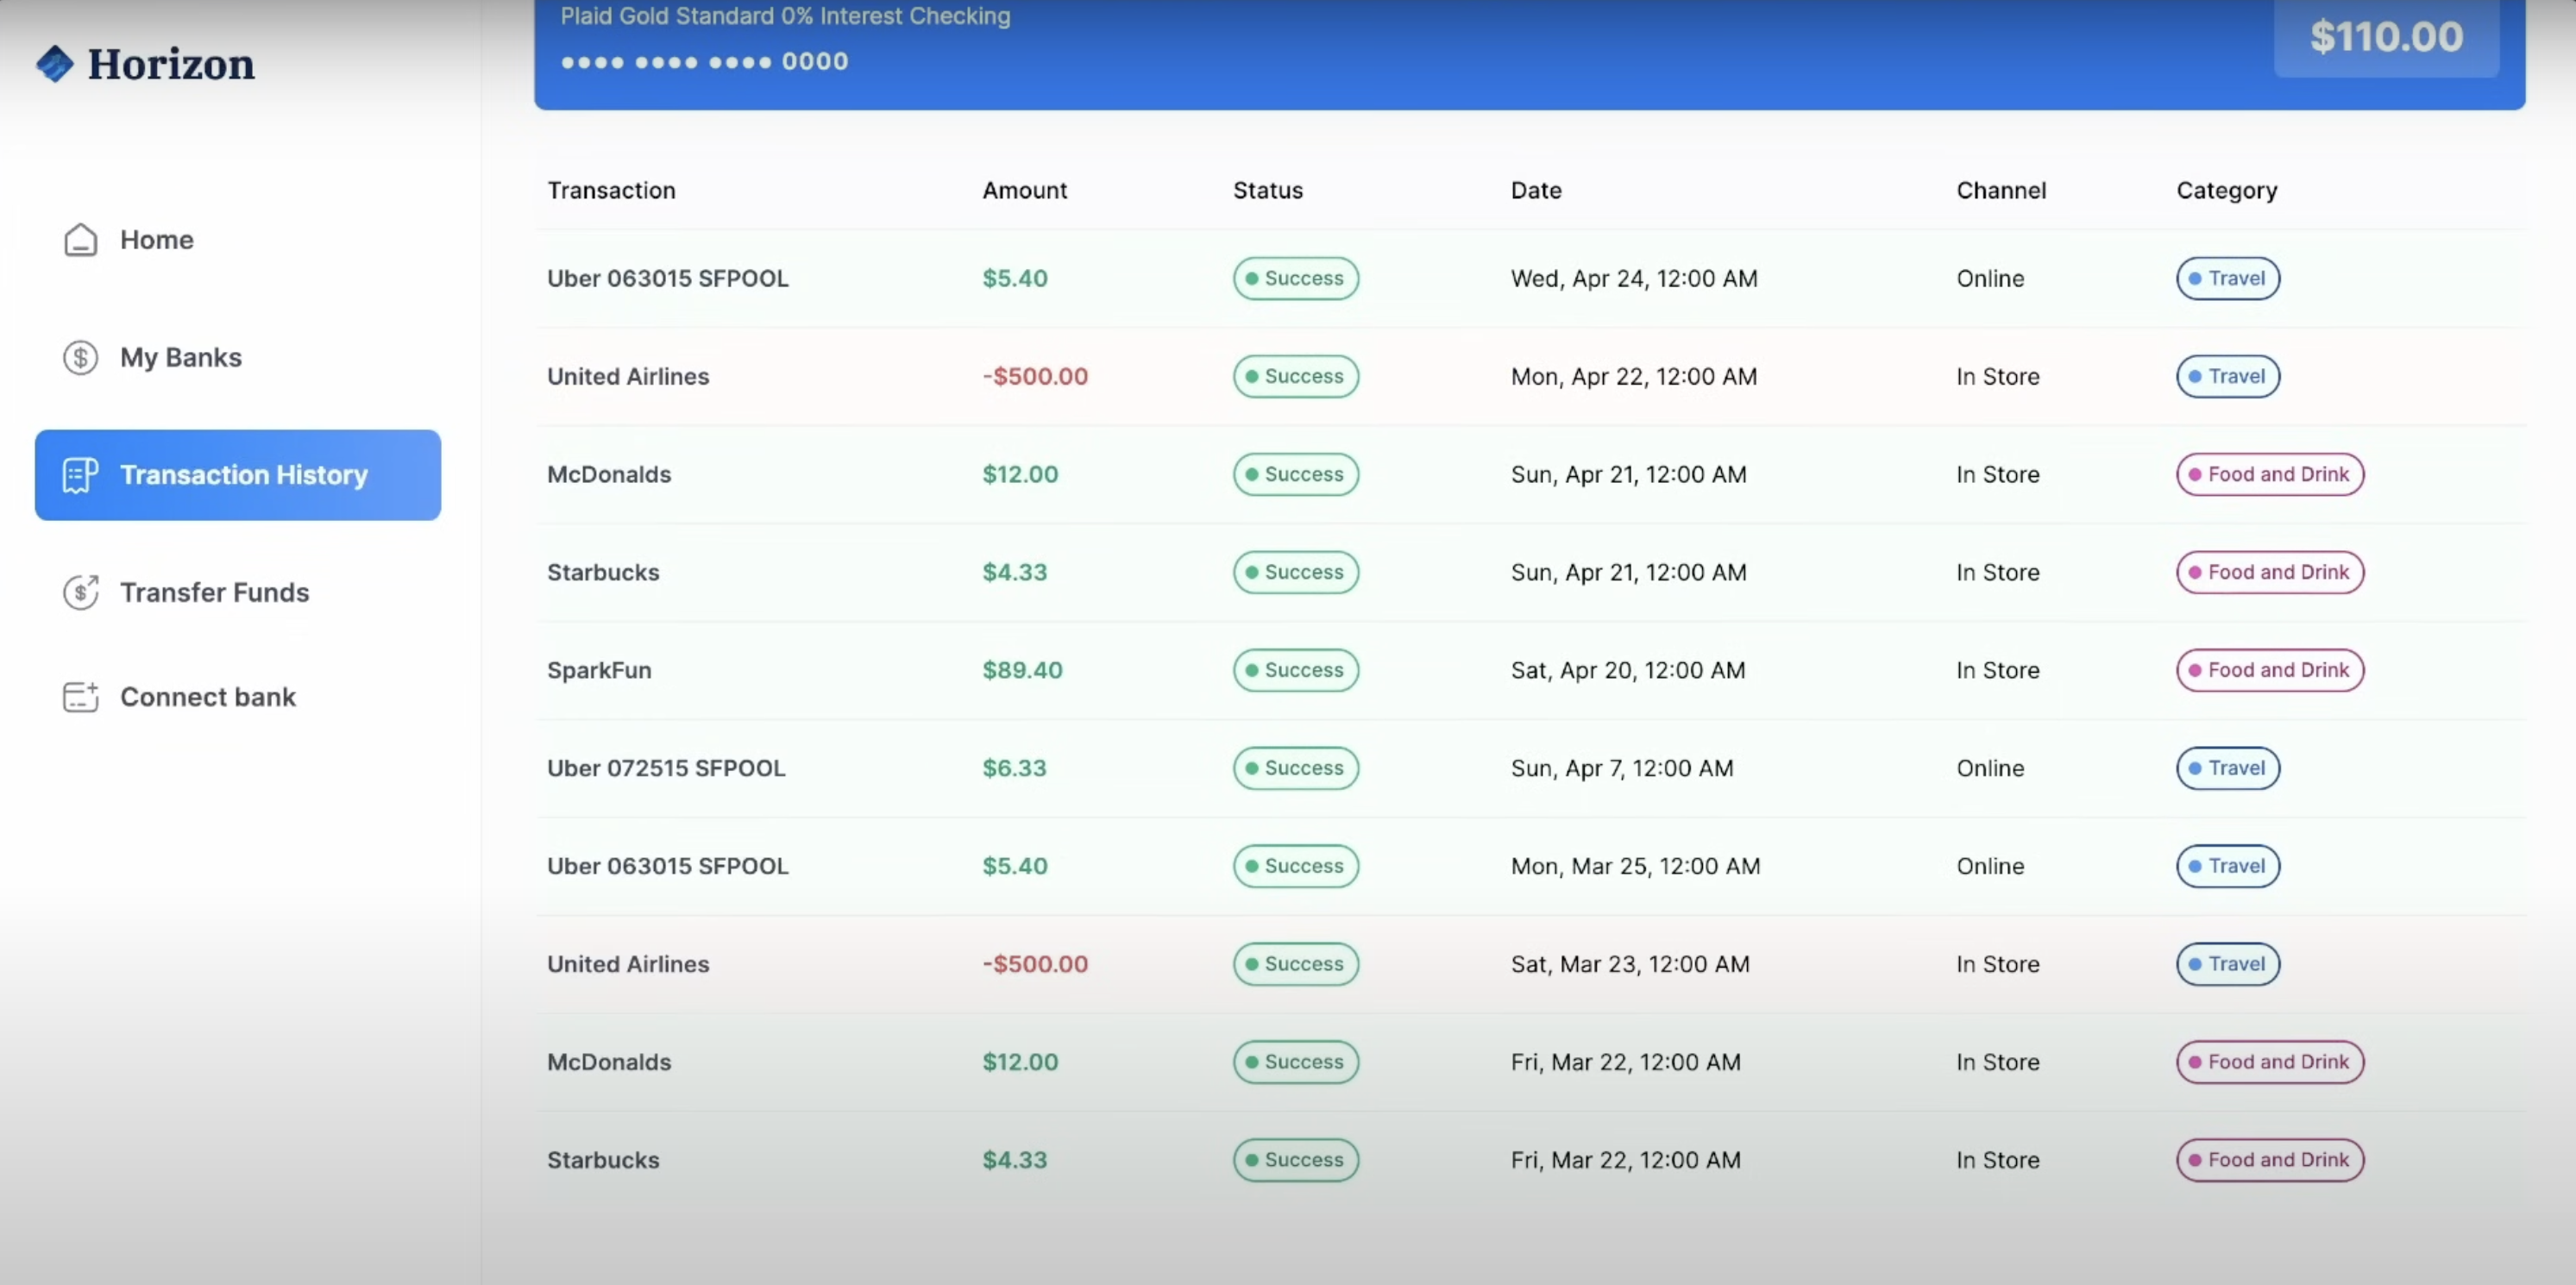 Horizon
Home
My Banks
Transaction History
Transfer Funds
Connect bank
Plaid Gold Standard 0% Interest Checking
●●●● ●●●● ●●●● 0000
$110.00
Transaction Amount Status Date Channel Category
Uber 063015 SFPOOL $5.40 Success Wed, Apr 24, 12:00 AM Online Travel
United Airlines -$500.00 Success Mon, Apr 22, 12:00 AM In Store Travel
McDonalds $12.00 Success Sun, Apr 21, 12:00 AM In Store Food and Drink
Starbucks $4.33 Success Sun, Apr 21, 12:00 AM In Store Food and Drink
SparkFun $89.40 Success Sat, Apr 20, 12:00 AM In Store Food and Drink
Uber 072515 SFPOOL $6.33 Success Sun, Apr 7, 12:00 AM Online Travel
Uber 063015 SFPOOL $5.40 Success Mon, Mar 25, 12:00 AM Online Travel
United Airlines -$500.00 Success Sat, Mar 23, 12:00 AM In Store Travel
McDonalds $12.00 Success Fri, Mar 22, 12:00 AM In Store Food and Drink
Starbucks $4.33 Success Fri, Mar 22, 12:00 AM In Store Food and Drink